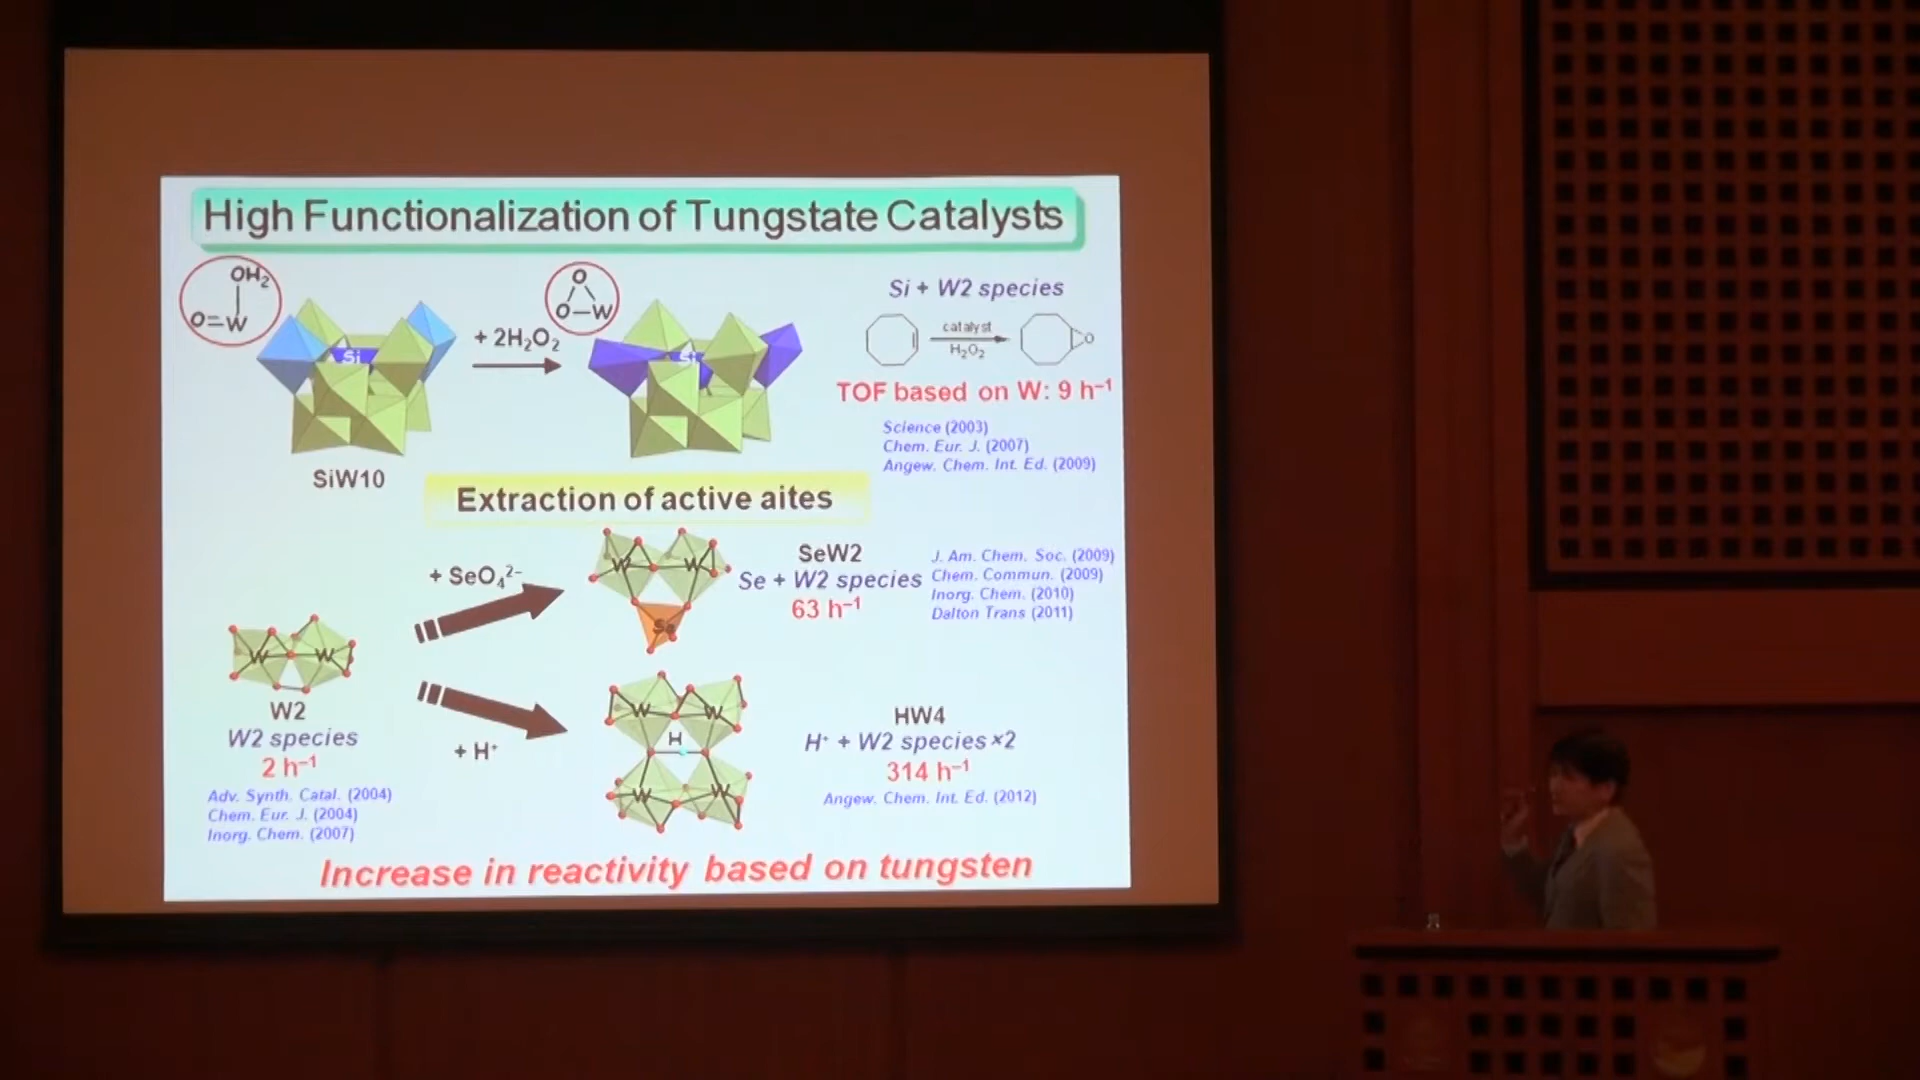 High Functionalization of Tungstate Catalysts
OH₂
O=W
Si
+ 2H₂O₂
O
O–W
Si
Si + W2 species
catalyst
H₂O₂
O
TOF based on W: 9 h⁻¹
Science (2003)
Chem. Eur. J. (2007)
Angew. Chem. Int. Ed. (2009)
SiW10
Extraction of active aites
+ SeO₄²⁻
W W
Se
SeW2
Se + W2 species
63 h⁻¹
J. Am. Chem. Soc. (2009)
Chem. Commun. (2009)
Inorg. Chem. (2010)
Dalton Trans (2011)
W W
W2
W2 species
2 h⁻¹
Adv. Synth. Catal. (2004)
Chem. Eur. J. (2004)
Inorg. Chem. (2007)
+ H⁺
W W
H
W W
HW4
H⁺ + W2 species×2
314 h⁻¹
Angew. Chem. Int. Ed. (2012)
Increase in reactivity based on tungsten